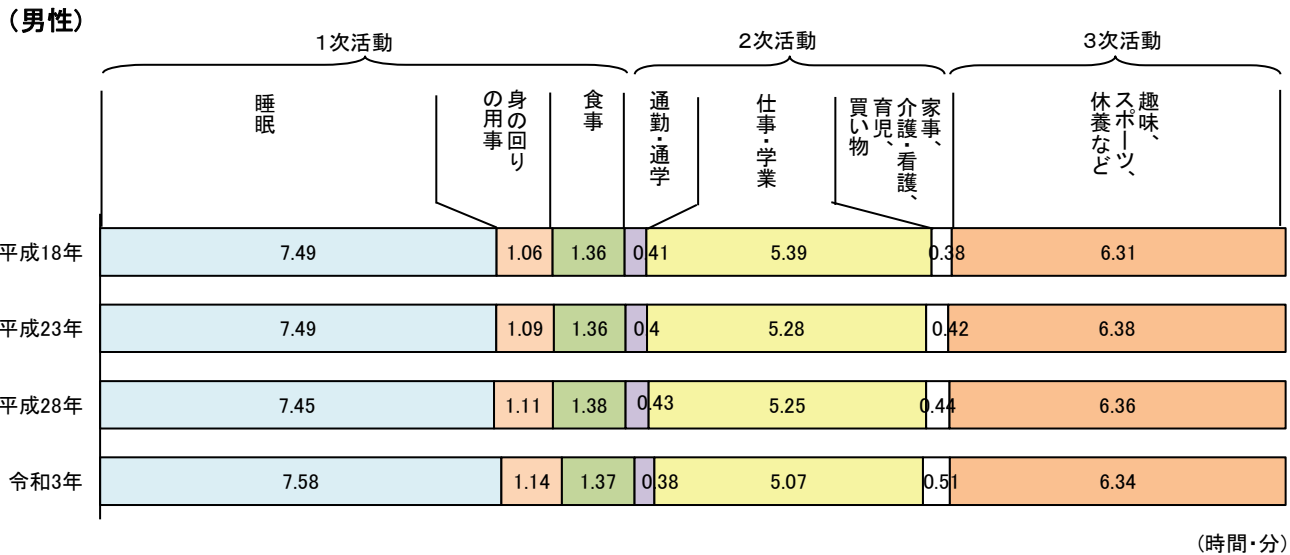 （男性）
１次活動
２次活動
３次活動
睡眠
身の回り
の用事
食事
通勤・通学
仕事・学業
家事、
介護・看護、
育児、
買い物
趣味、
スポーツ、
休養など
平成18年 7.49 1.06 1.36 0.41 5.39 0.38 6.31
平成23年 7.49 1.09 1.36 0.4 5.28 0.42 6.38
平成28年 7.45 1.11 1.38 0.43 5.25 0.44 6.36
令和3年 7.58 1.14 1.37 0.38 5.07 0.51 6.34
（時間・分）